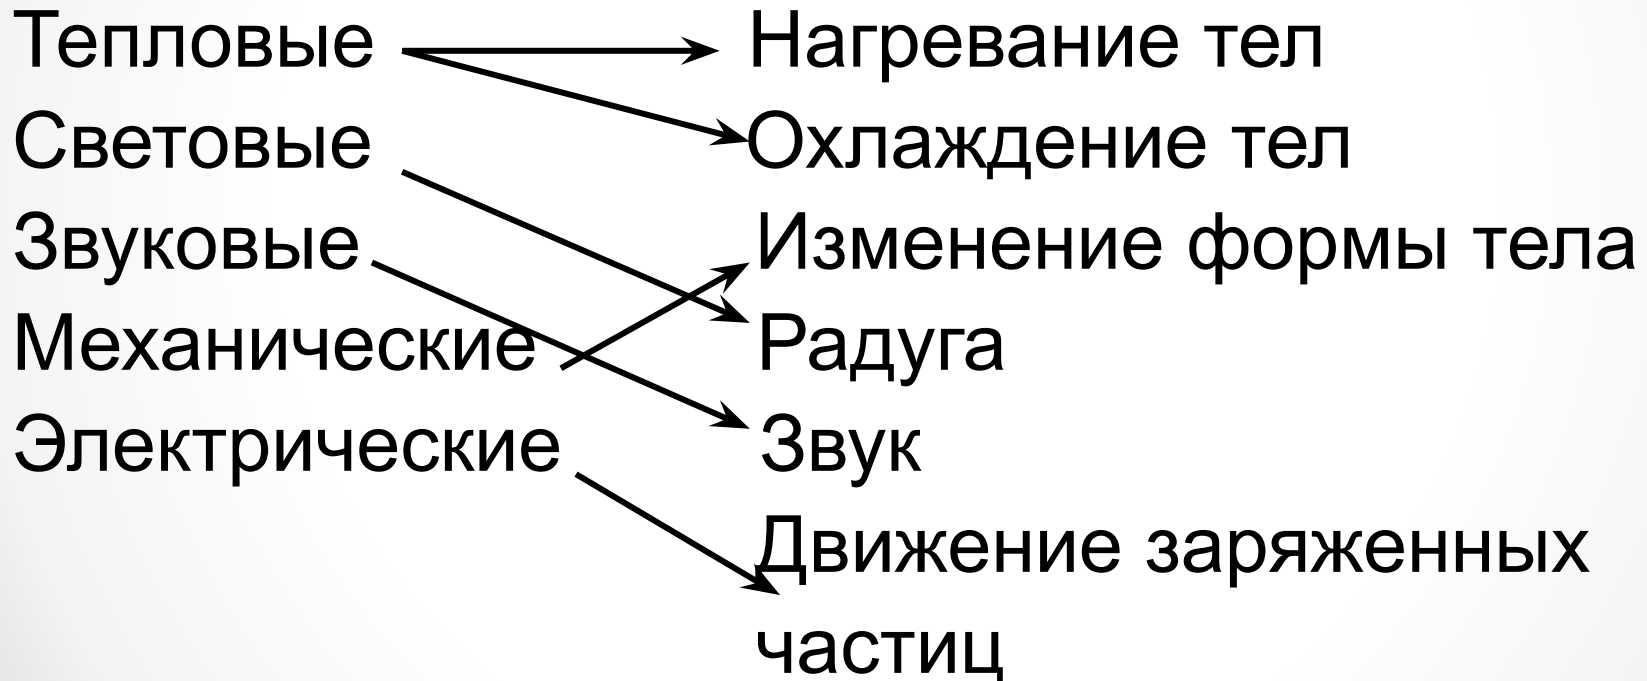 Тепловые
Световые
Звуковые
Механические
Электрические
Нагревание тел
Охлаждение тел
Изменение формы тела
Радуга
Звук
Движение заряженных
частиц